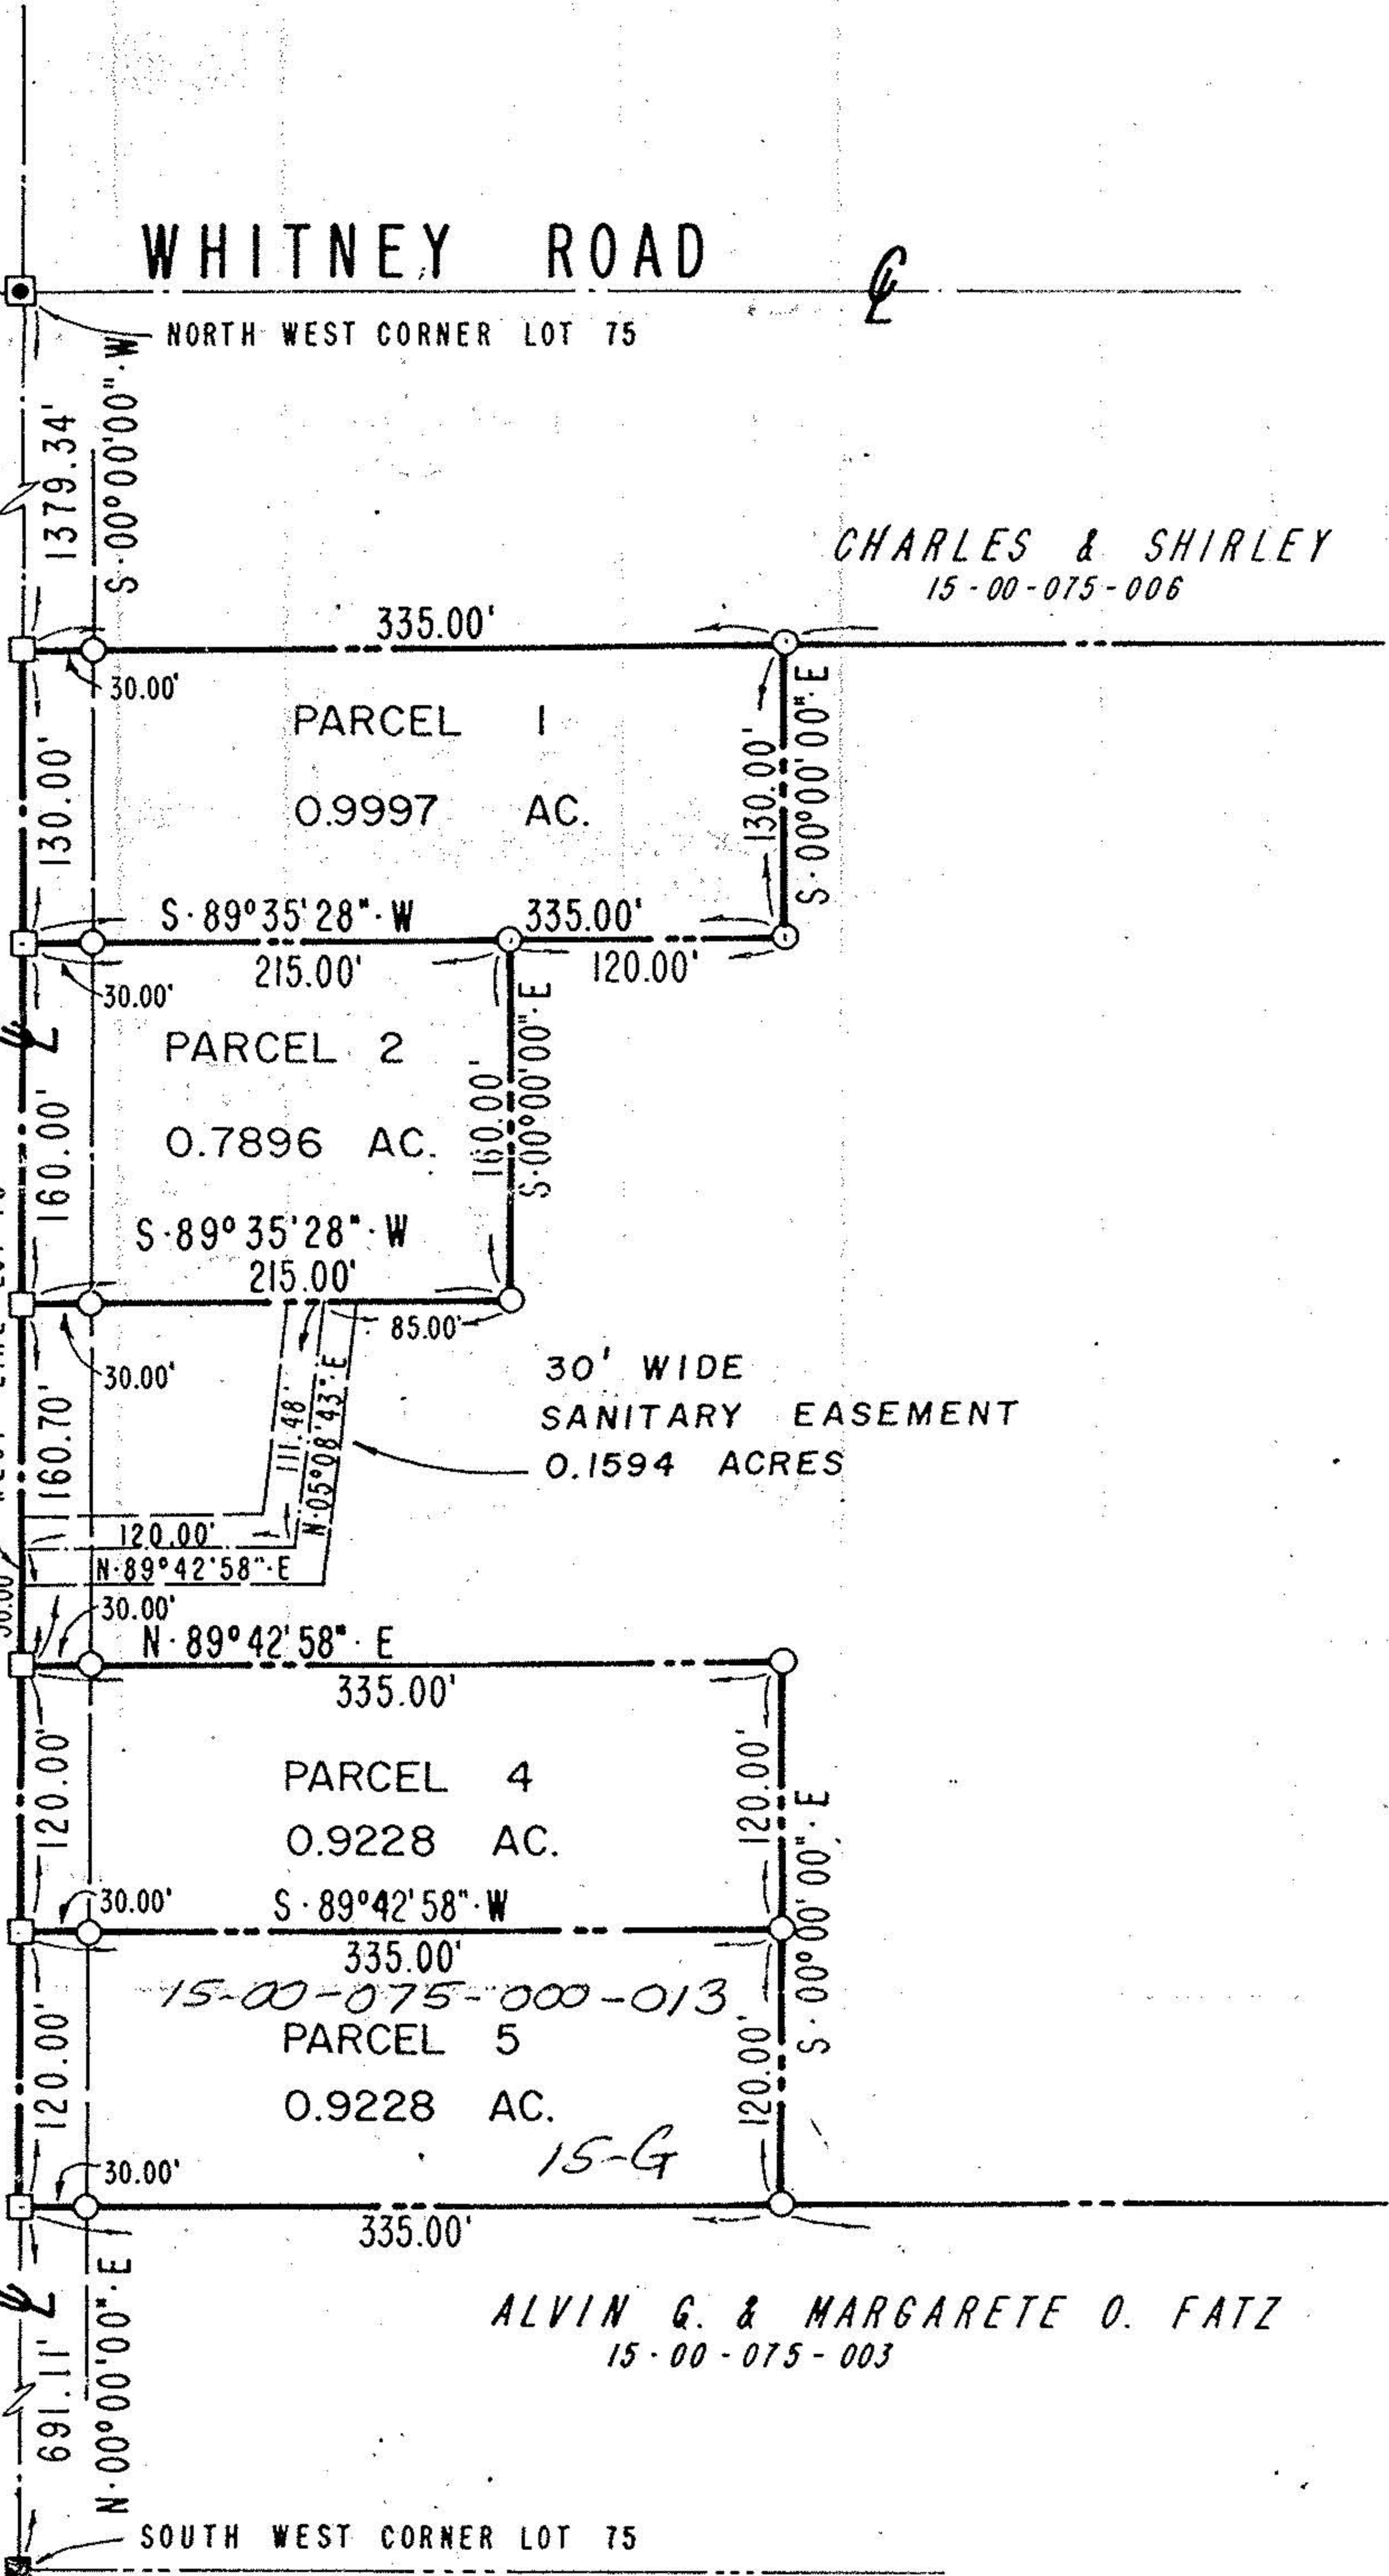 WHITNEY ROAD
NORTH WEST CORNER LOT 75
1379.34'
S·00°00'00"·W
CHARLES & SHIRLEY
15-00-075-006
335.00'
30.00'
PARCEL 1
0.9997 AC.
130.00'
130.00'
S·00°00'00"·E
S·89°35'28"·W 335.00'
215.00'
120.00'
30.00'
PARCEL 2
0.7896 AC.
160.00'
160.00'
S·00°00'00"·E
S·89°35'28"·W
215.00'
85.00'
30.00'
160.70'
111.48'
N·05°08'43"·E
30' WIDE
SANITARY EASEMENT
0.1594 ACRES
120.00'
N·89°42'58"·E
30.00'
N·89°42'58"·E
335.00'
PARCEL 4
0.9228 AC.
120.00'
120.00'
S·00°00'00"·E
30.00'
S·89°42'58"·W
335.00'
15-00-075-000-013
PARCEL 5
0.9228 AC.
15-G
120.00'
120.00'
30.00'
335.00'
ALVIN G. & MARGARETE O. FATZ
15-00-075-003
691.11'
N·00°00'00"·E
SOUTH WEST CORNER LOT 75